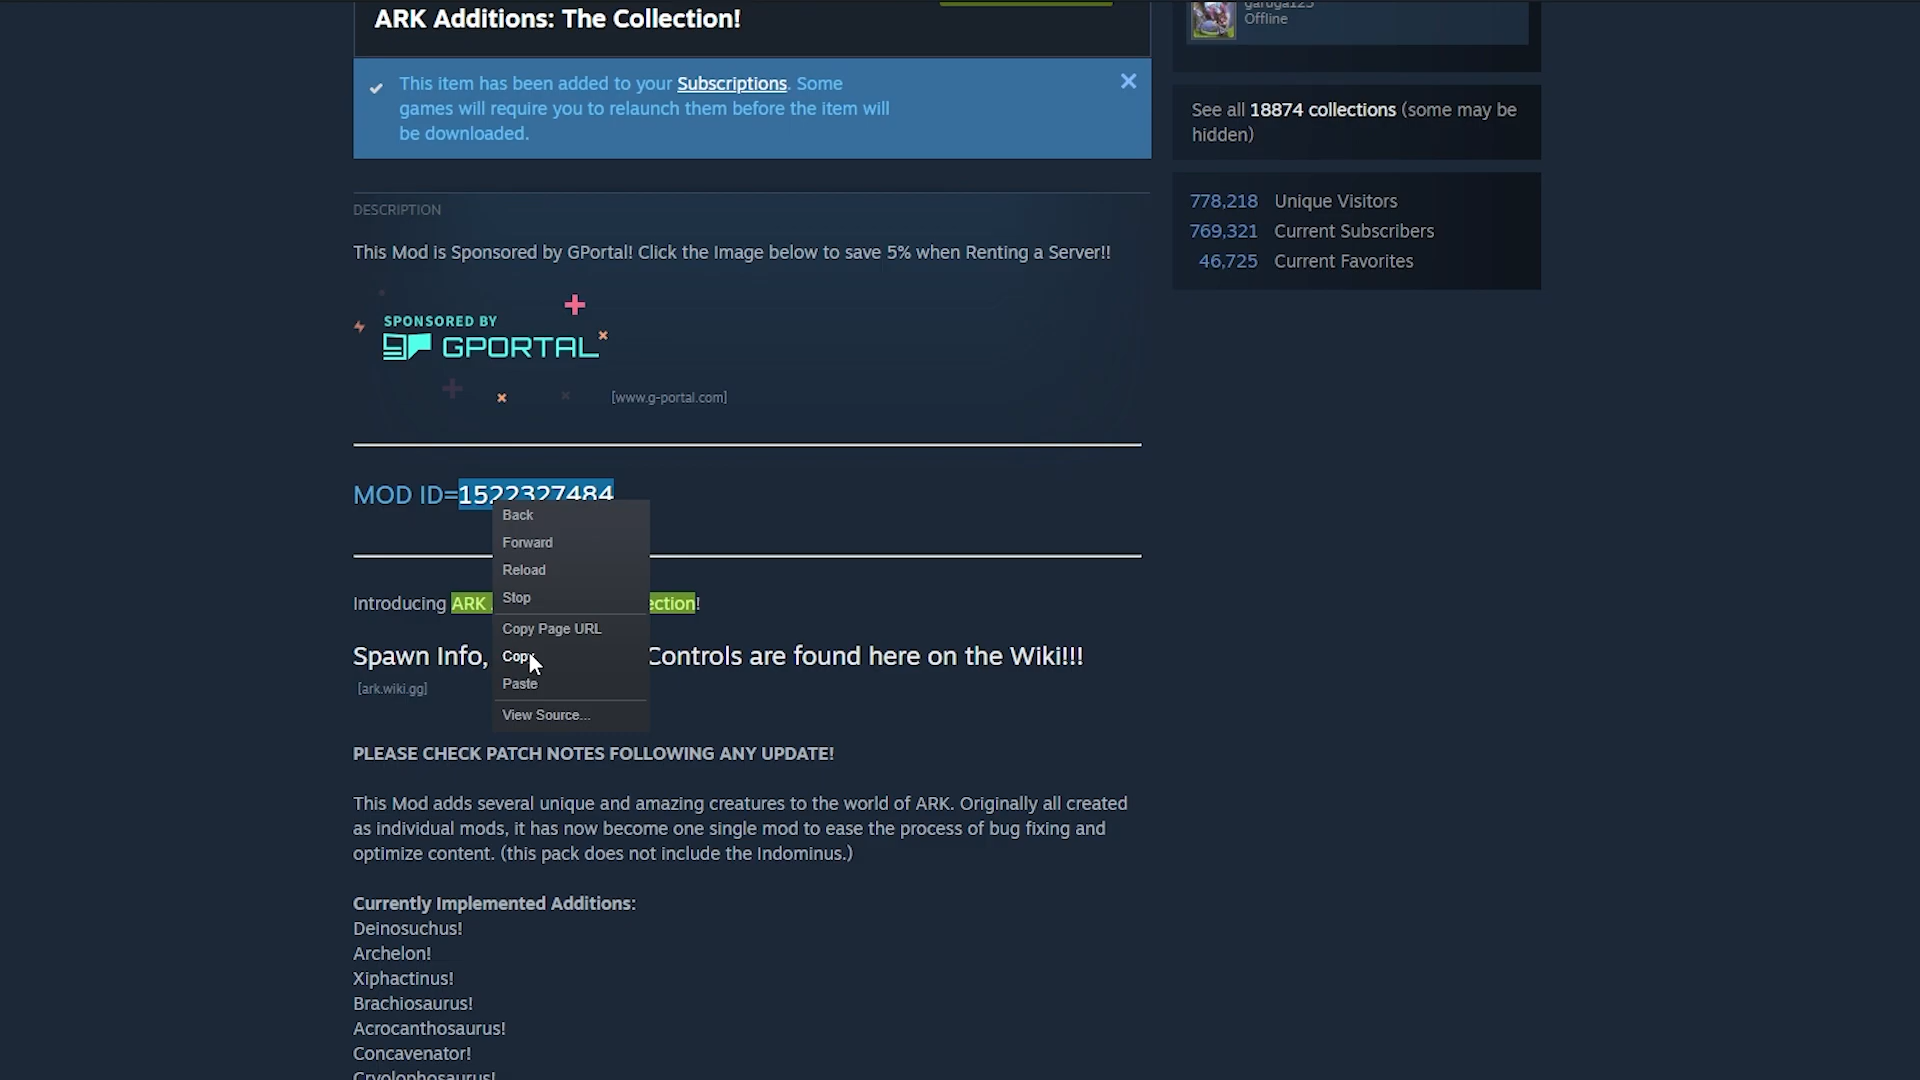 ARK Additions: The Collection!
This item has been added to your Subscriptions. Some
games will require you to relaunch them before the item will
be downloaded.
DESCRIPTION
This Mod is Sponsored by GPortal! Click the Image below to save 5% when Renting a Server!!
SPONSORED BY
GPORTAL
[www.g-portal.com]
MOD ID=1522327484
Back
Forward
Reload
Stop
Copy Page URL
Copy
Paste
View Source...
Introducing ARK ection!
Spawn Info, Controls are found here on the Wiki!!!
[ark.wiki.gg]
PLEASE CHECK PATCH NOTES FOLLOWING ANY UPDATE!
This Mod adds several unique and amazing creatures to the world of ARK. Originally all created
as individual mods, it has now become one single mod to ease the process of bug fixing and
optimize content. (this pack does not include the Indominus.)
Currently Implemented Additions:
Deinosuchus!
Archelon!
Xiphactinus!
Brachiosaurus!
Acrocanthosaurus!
Concavenator!
Cryolophosaurus!
garuga123
Offline
See all 18874 collections (some may be
hidden)
778,218 Unique Visitors
769,321 Current Subscribers
46,725 Current Favorites